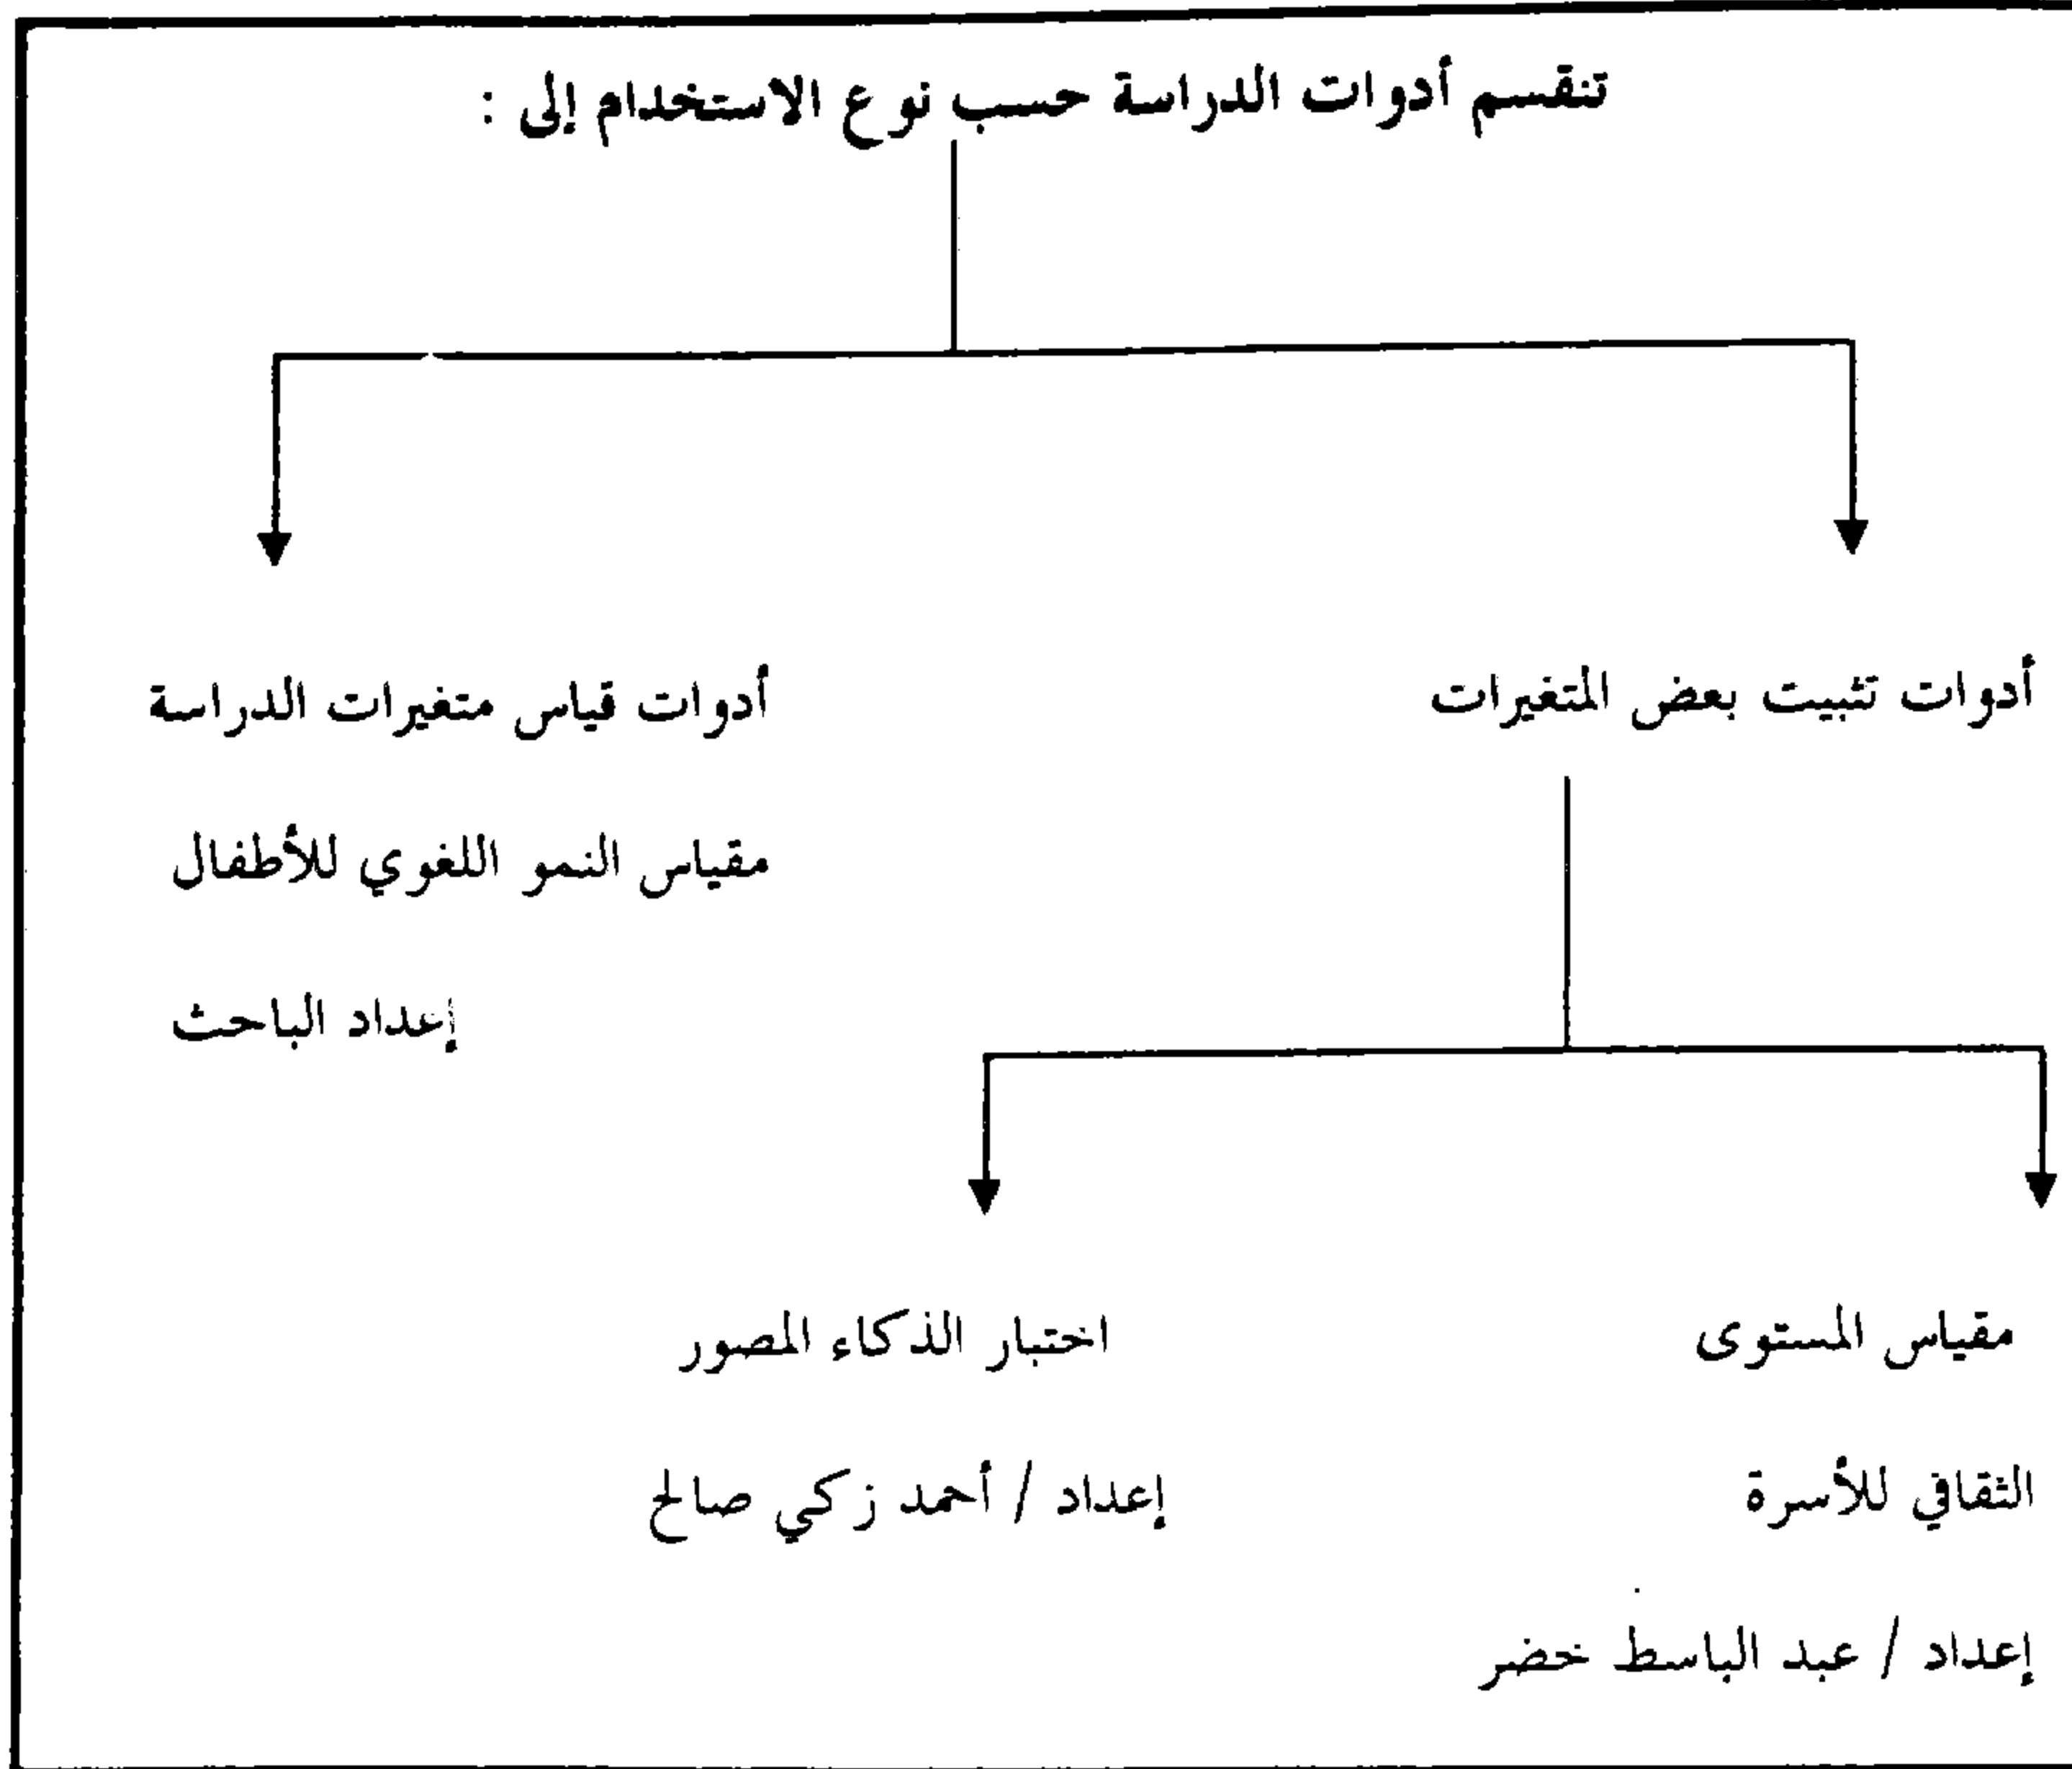 تنقسم أدوات الدراسة حسب نوع الاستخدام إلى :
أدوات تثبيت بعض المتغيرات
أدوات قياس متغيرات الدراسة
مقياس النمو اللغوي للأطفال
إعداد الباحث
مقياس المستوى
الثقافي للأسرة
إعداد / عبد الباسط خضر
اختبار الذكاء المصور
إعداد / أحمد زكي صالح